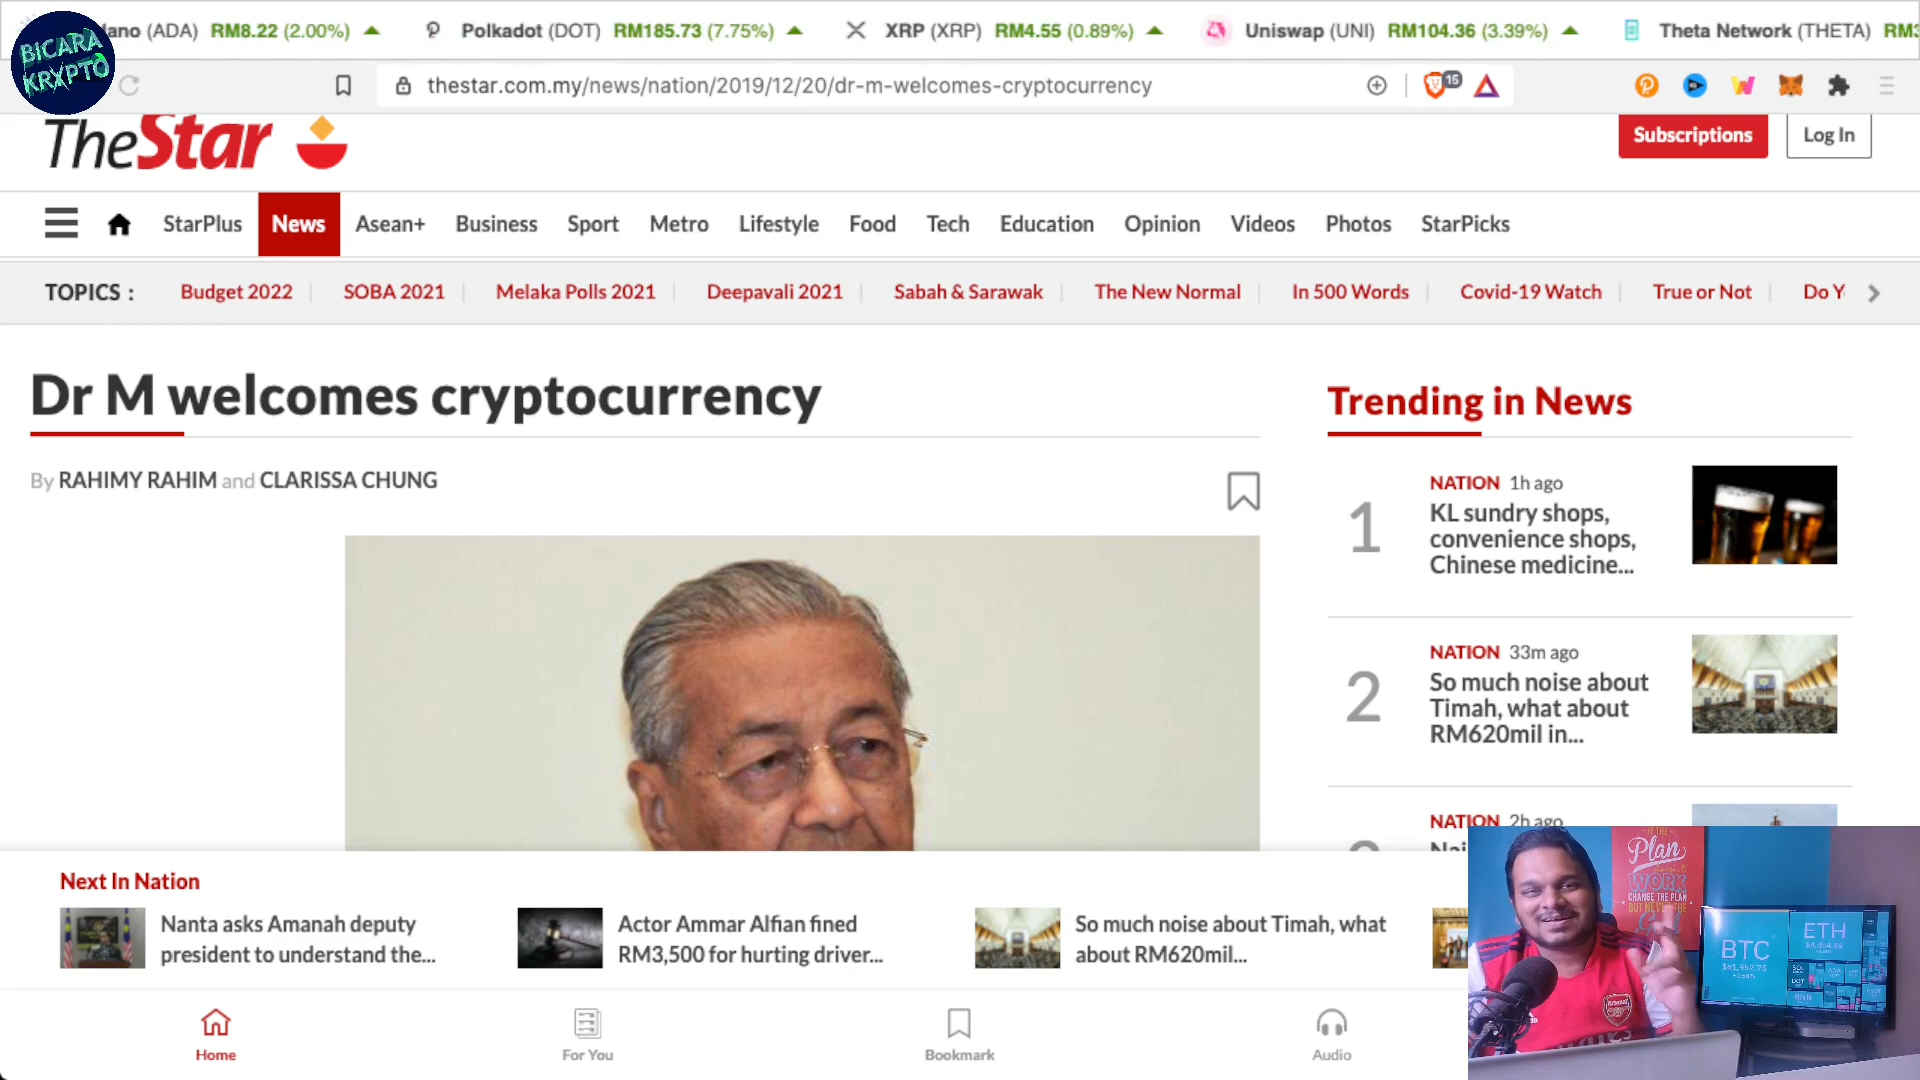 ano (ADA) RM8.22 (2.00%) Polkadot (DOT) RM185.73 (7.75%) XRP (XRP) RM4.55 (0.89%) Uniswap (UNI) RM104.36 (3.39%) Theta Network (THETA)
BICARA
KRYPTO
thestar.com.my/news/nation/2019/12/20/dr-m-welcomes-cryptocurrency
15
TheStar
Subscriptions Log In
StarPlus News Asean+ Business Sport Metro Lifestyle Food Tech Education Opinion Videos Photos StarPicks
TOPICS : Budget 2022 SOBA 2021 Melaka Polls 2021 Deepavali 2021 Sabah & Sarawak The New Normal In 500 Words Covid-19 Watch True or Not Do
Dr M welcomes cryptocurrency
By RAHIMY RAHIM and CLARISSA CHUNG
Trending in News
1
NATION 1h ago
KL sundry shops,
convenience shops,
Chinese medicine...
2
NATION 33m ago
So much noise about
Timah, what about
RM620mil in...
NATION 2h ago
Next In Nation
Nanta asks Amanah deputy
president to understand the...
Actor Ammar Alfian fined
RM3,500 for hurting driver...
So much noise about Timah, what
about RM620mil...
Home
For You
Bookmark
Audio
IF THE
Plan
WORK
CHANGE THE PLAN
BTC
ETH